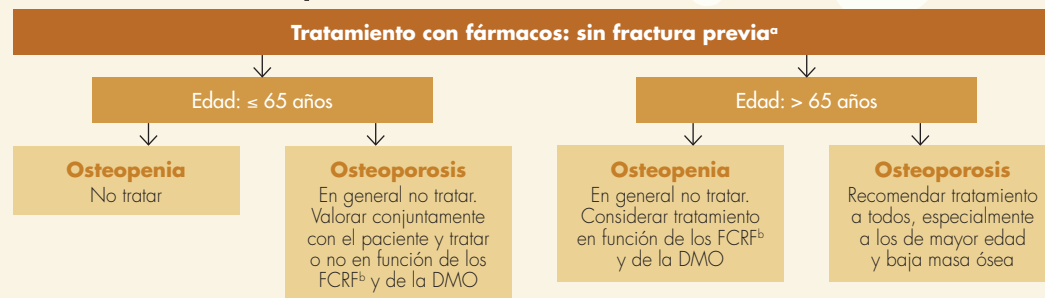 Tratamiento con fármacos: sin fractura previaᵃ
Edad: ≤ 65 años
Edad: > 65 años
Osteopenia
No tratar
Osteoporosis
En general no tratar.
Valorar conjuntamente
con el paciente y tratar
o no en función de los
FCRFᵇ y de la DMO
Osteopenia
En general no tratar.
Considerar tratamiento
en función de los FCRFᵇ
y de la DMO
Osteoporosis
Recomendar tratamiento
a todos, especialmente
a los de mayor edad
y baja masa ósea